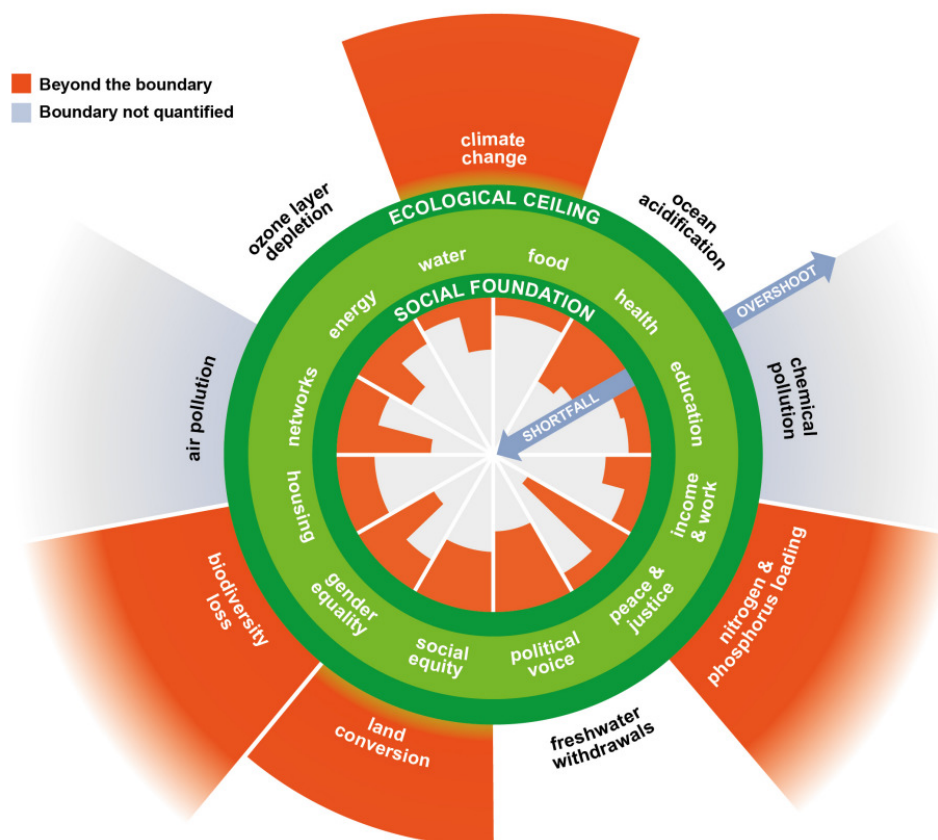 Beyond the boundary
Boundary not quantified
climate
change
ozone layer
depletion
ocean
acidification
ECOLOGICAL CEILING
OVERSHOOT
water
food
energy
health
SOCIAL FOUNDATION
SHORTFALL
air pollution
networks
education
chemical
pollution
housing
income
& work
biodiversity
loss
gender
equality
social
equity
political
voice
peace &
justice
nitrogen &
phosphorus loading
land
conversion
freshwater
withdrawals